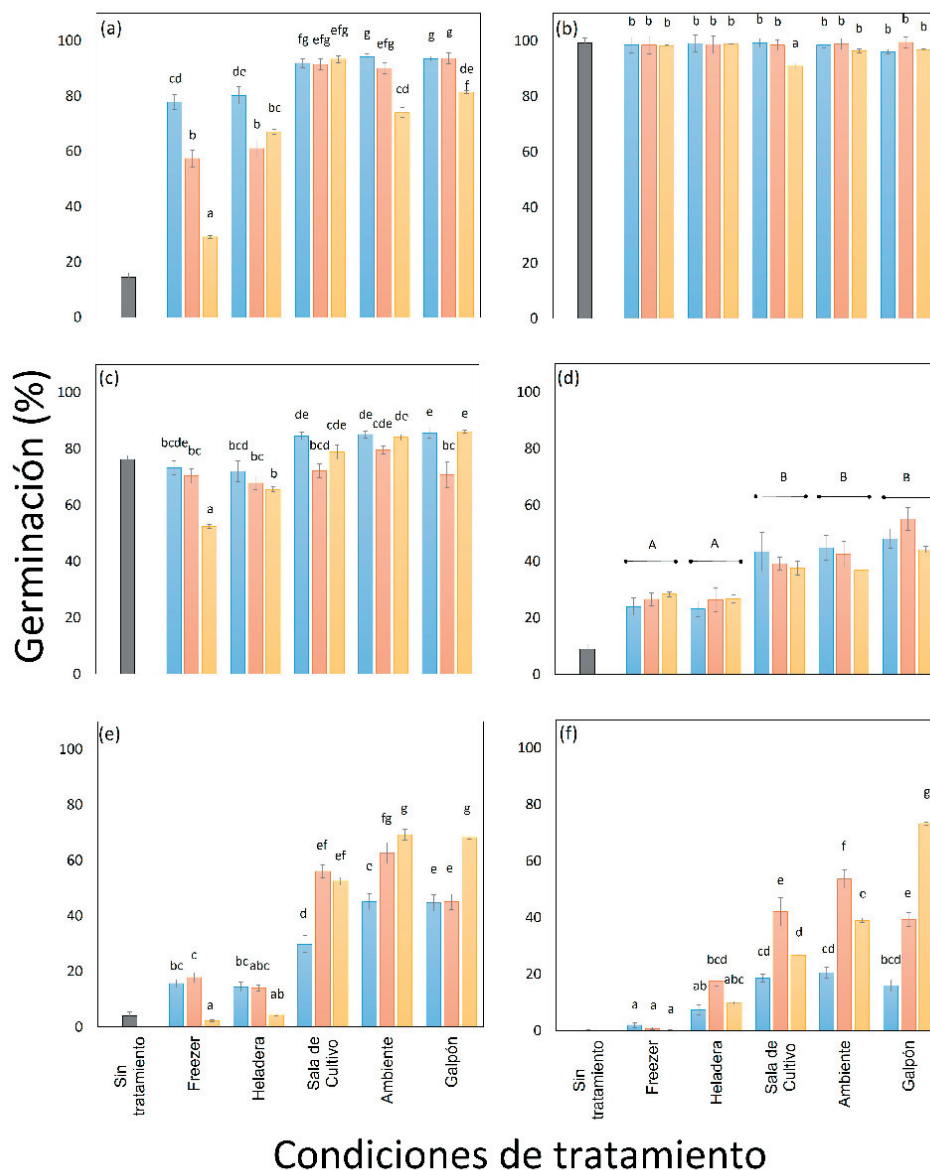 Germinación (%)
(a)
100
80
60
40
20
0
cd
b
a
de
b
bc
fg
efg
efg
g
efg
cd
g
g
de
f
(b)
100
80
60
40
20
0
b
b
b
b
b
b
b
b
a
b
b
b
b
b
b
(c)
100
80
60
40
20
0
bcde
bc
a
bcd
bc
b
de
bcd
cde
de
cde
de
e
bc
e
(d)
100
80
60
40
20
0
A
A
B
B
B
(e)
100
80
60
40
20
0
bc
c
a
bc
abc
ab
d
ef
ef
e
fg
g
e
e
g
Sin
tratamiento
Freezer
Heladera
Sala de
Cultivo
Ambiente
Galpón
(f)
100
80
60
40
20
0
a
a
a
ab
bcd
abc
cd
e
d
cd
f
e
bcd
e
g
Sin
tratamiento
Freezer
Heladera
Sala de
Cultivo
Ambiente
Galpón
Condiciones de tratamiento